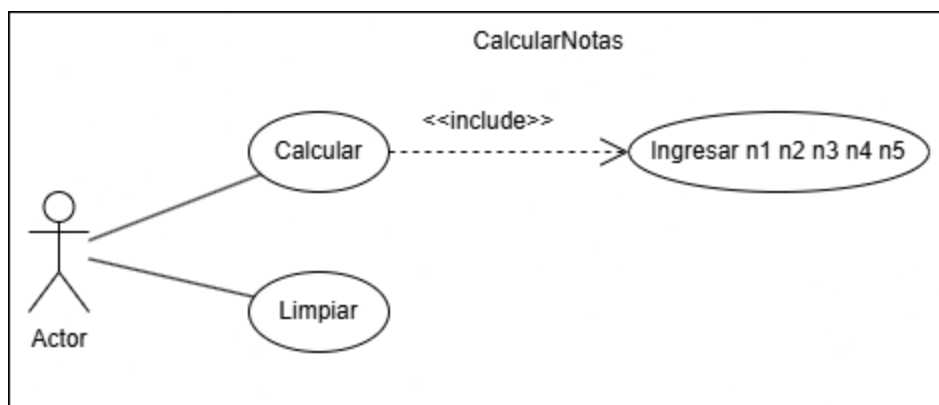 CalcularNotas
<<include>>
Calcular
Ingresar n1 n2 n3 n4 n5
Limpiar
Actor